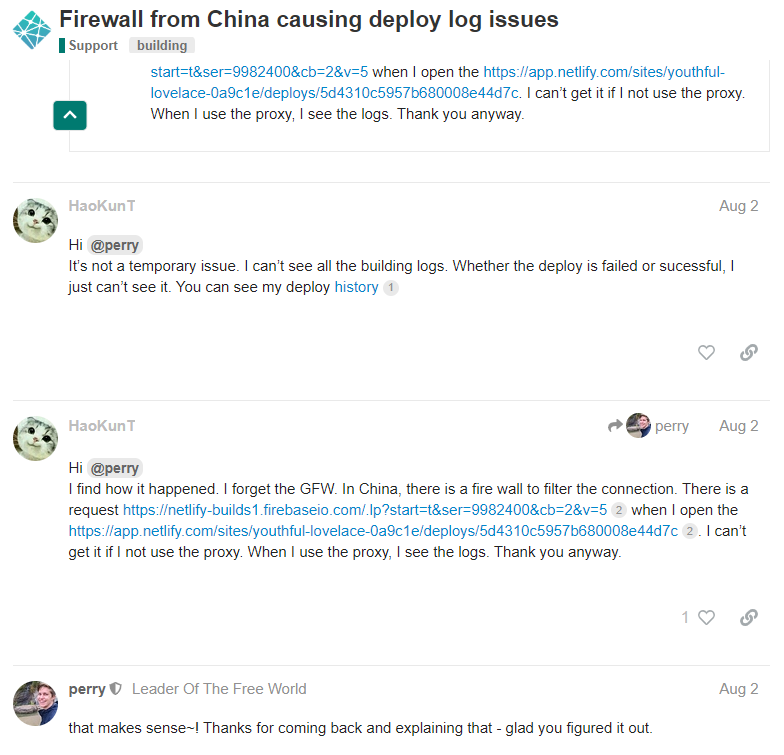 Firewall from China causing deploy log issues
Support building
start=t&ser=9982400&cb=2&v=5 when I open the https://app.netlify.com/sites/youthful-
lovelace-0a9c1e/deploys/5d4310c5957b680008e44d7c. I can’t get it if I not use the proxy.
When I use the proxy, I see the logs. Thank you anyway.
HaoKunT Aug 2
Hi @perry
It’s not a temporary issue. I can’t see all the building logs. Whether the deploy is failed or sucessful, I
just can’t see it. You can see my deploy history 1
HaoKunT perry Aug 2
Hi @perry
I find how it happened. I forget the GFW. In China, there is a fire wall to filter the connection. There is a
request https://netlify-builds1.firebaseio.com/.lp?start=t&ser=9982400&cb=2&v=5 2 when I open the
https://app.netlify.com/sites/youthful-lovelace-0a9c1e/deploys/5d4310c5957b680008e44d7c 2 . I can’t
get it if I not use the proxy. When I use the proxy, I see the logs. Thank you anyway.
1
perry Leader Of The Free World Aug 2
that makes sense~! Thanks for coming back and explaining that - glad you figured it out.